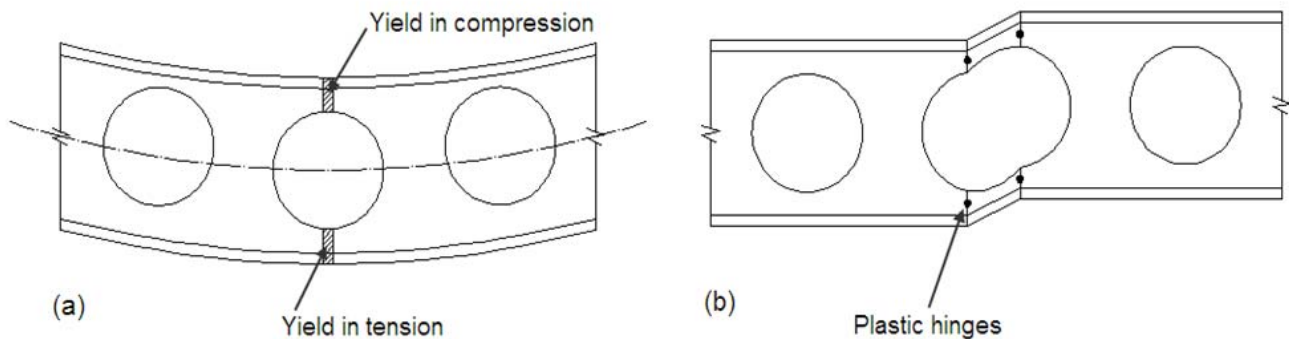 Yield in compression
(a)
Yield in tension
(b)
Plastic hinges